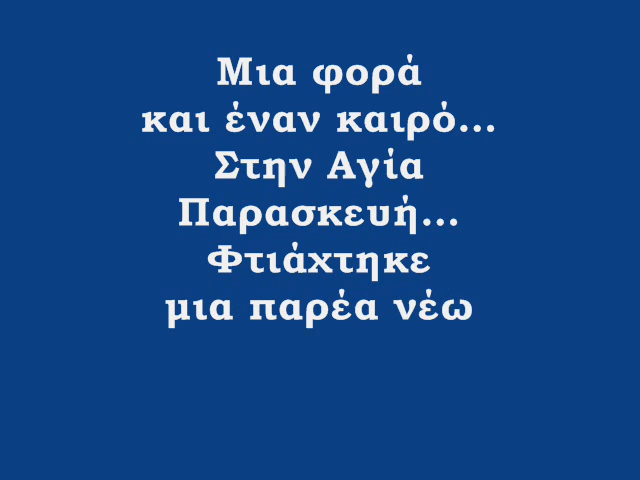 Μια φορά
και έναν καιρό...
Στην Αγία
Παρασκευή...
Φτιάχτηκε
μια παρέα νέω